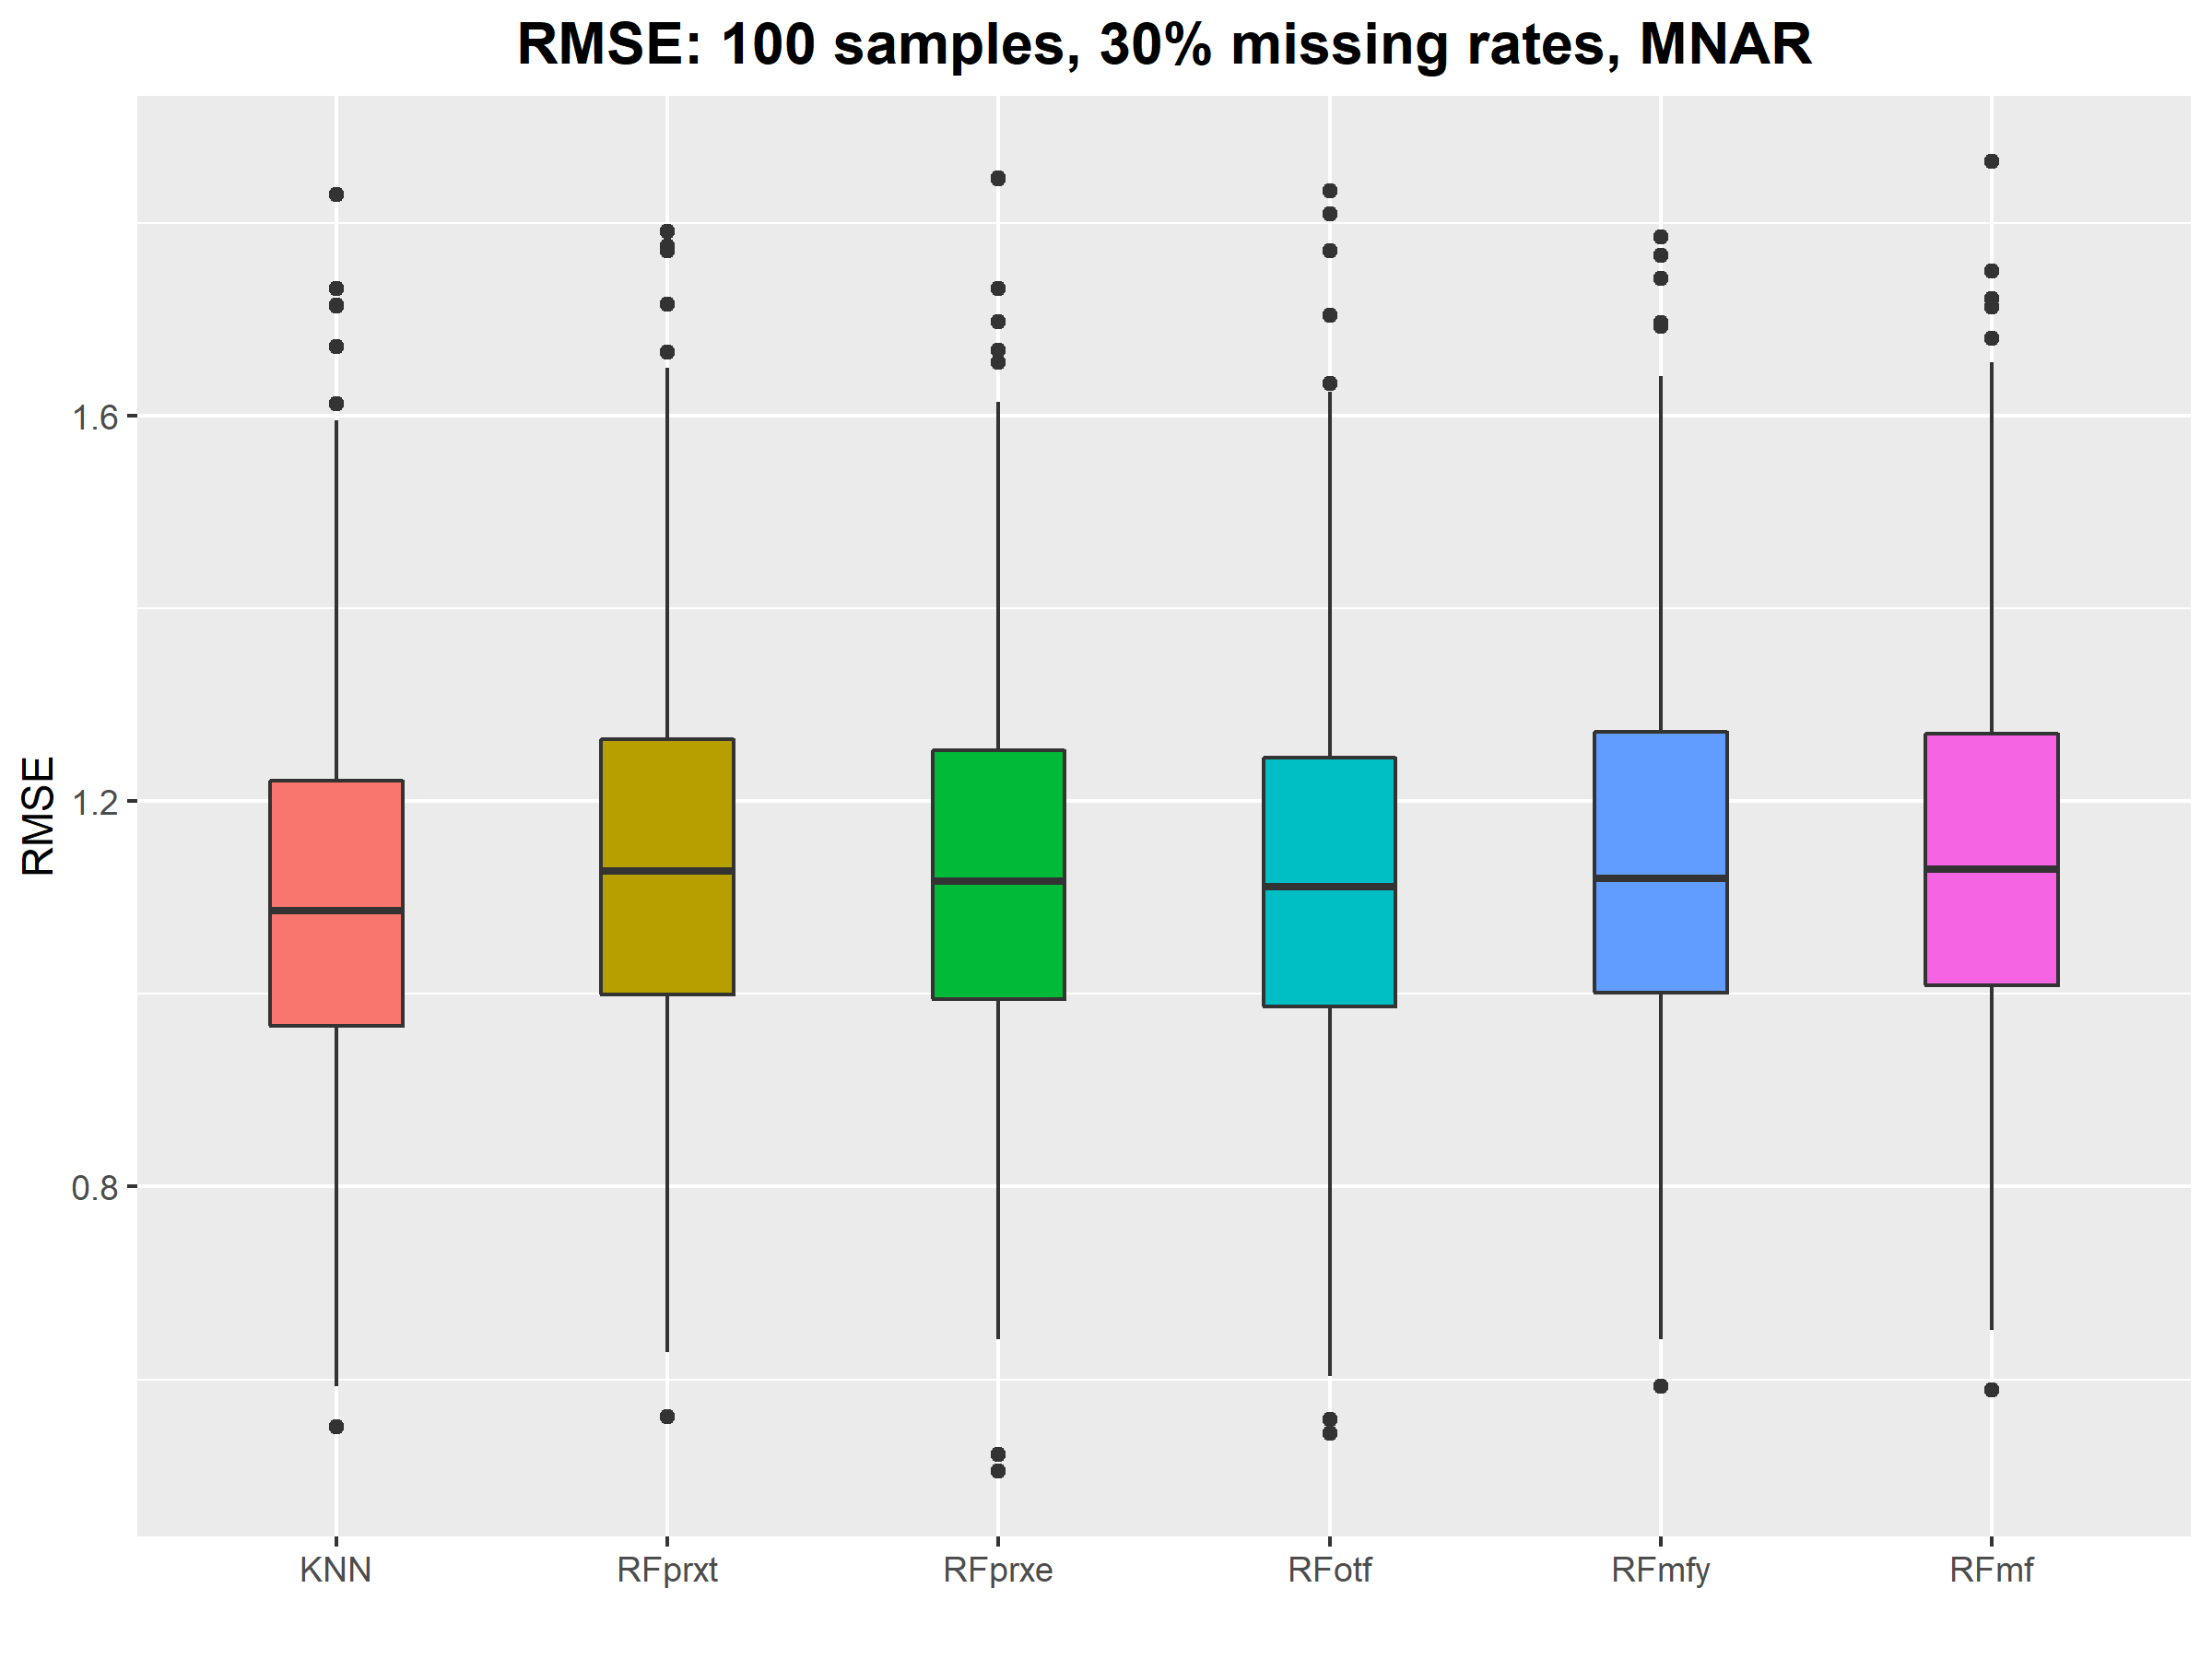 RMSE: 100 samples, 30% missing rates, MNAR
RMSE
1.6
1.2
0.8
KNN
RFprxt
RFprxe
RFotf
RFmfy
RFmf